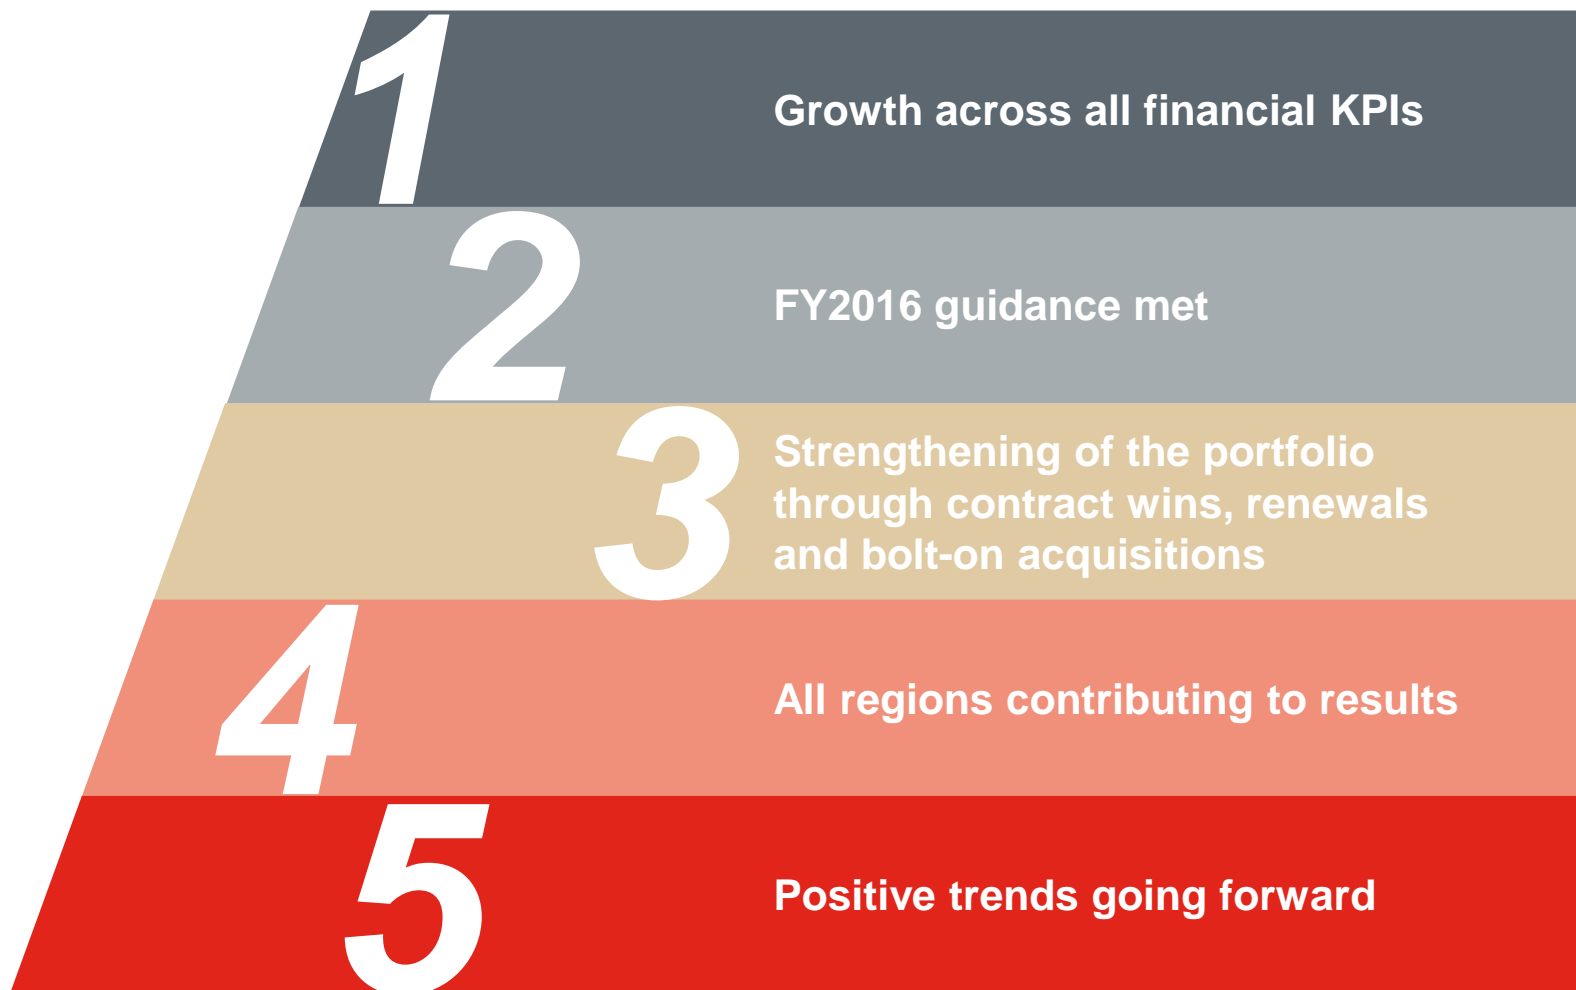 1
Growth across all financial KPIs
2
FY2016 guidance met
3
Strengthening of the portfolio
through contract wins, renewals
and bolt-on acquisitions
4
All regions contributing to results
5
Positive trends going forward